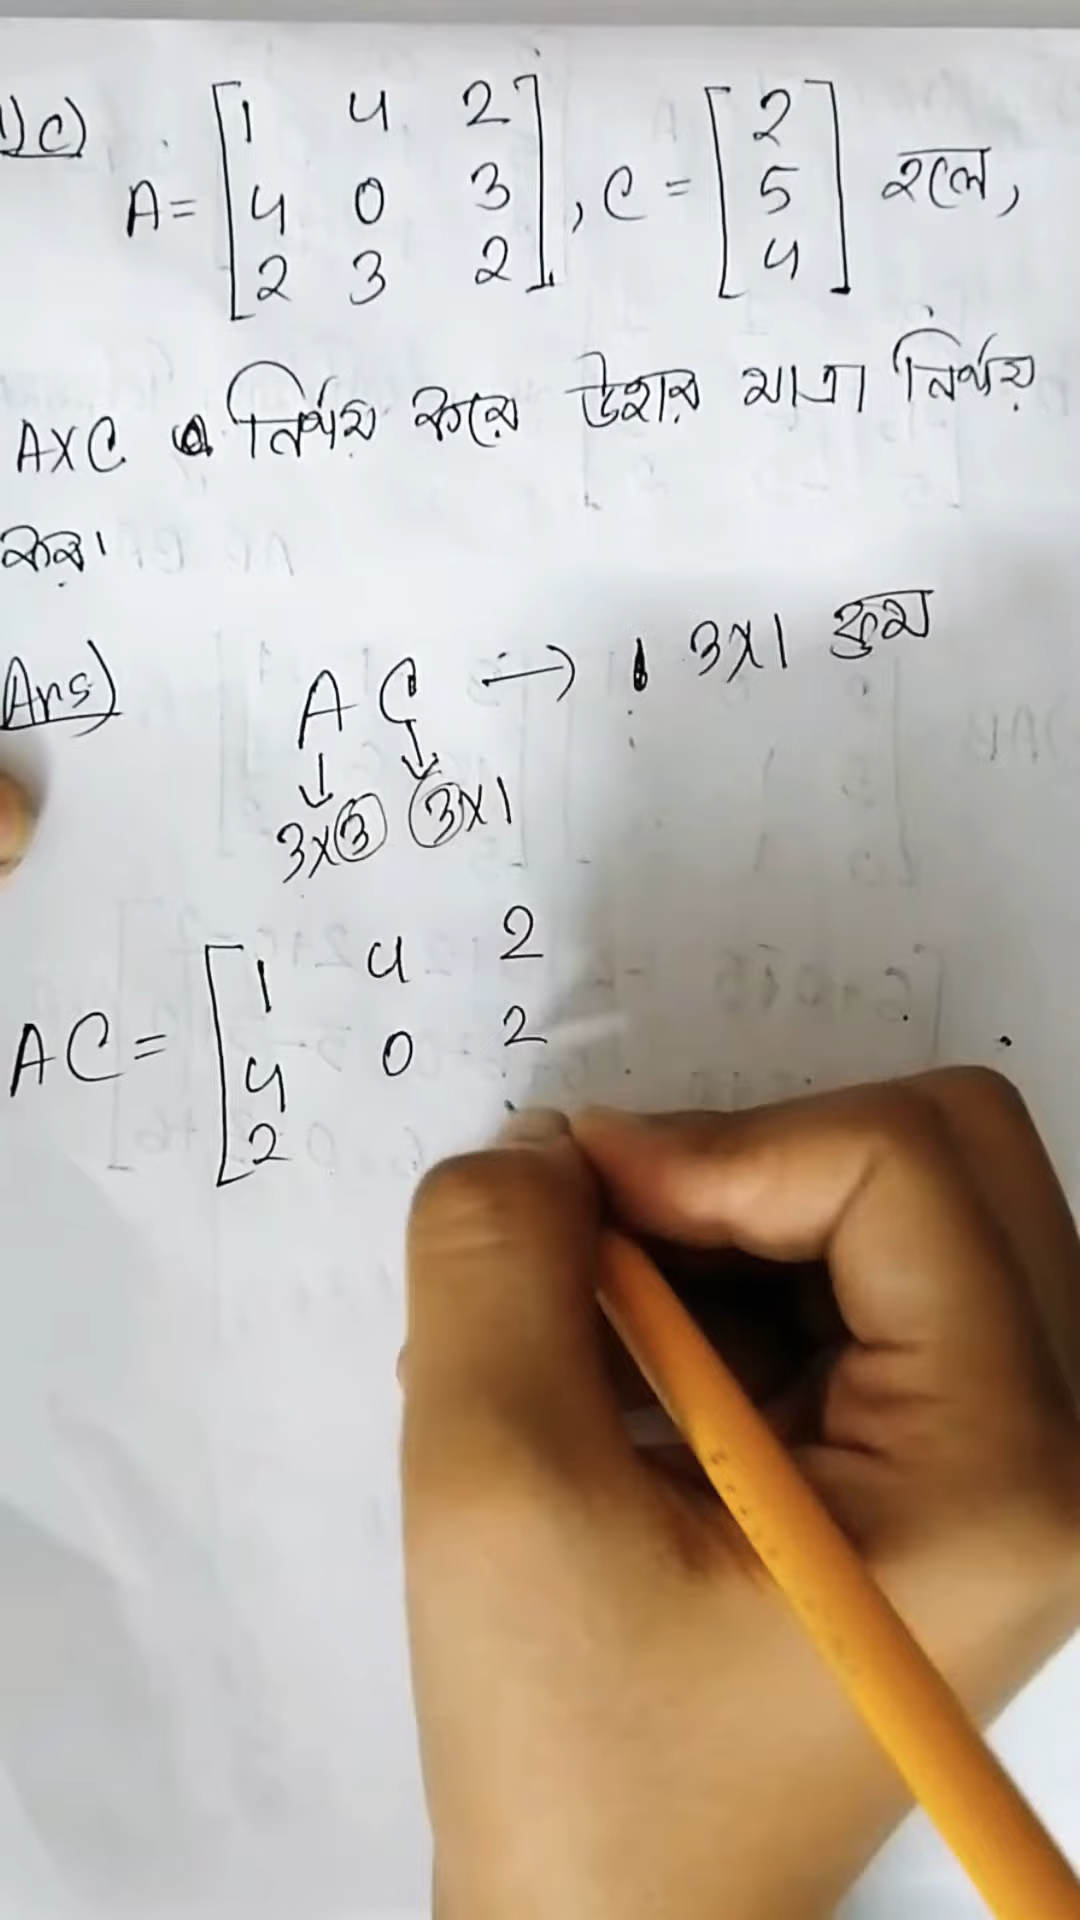 1)c)
A = [1 4 2
4 0 3
2 3 2], C = [2
5
4] হলে,
AXC নির্ণয় করে উহার মাত্রা নির্ণয়
কর।
Ans)
A C → 3x1 ক্রম
3x3 3x1
AC = [1 4 2
4 0 2
2